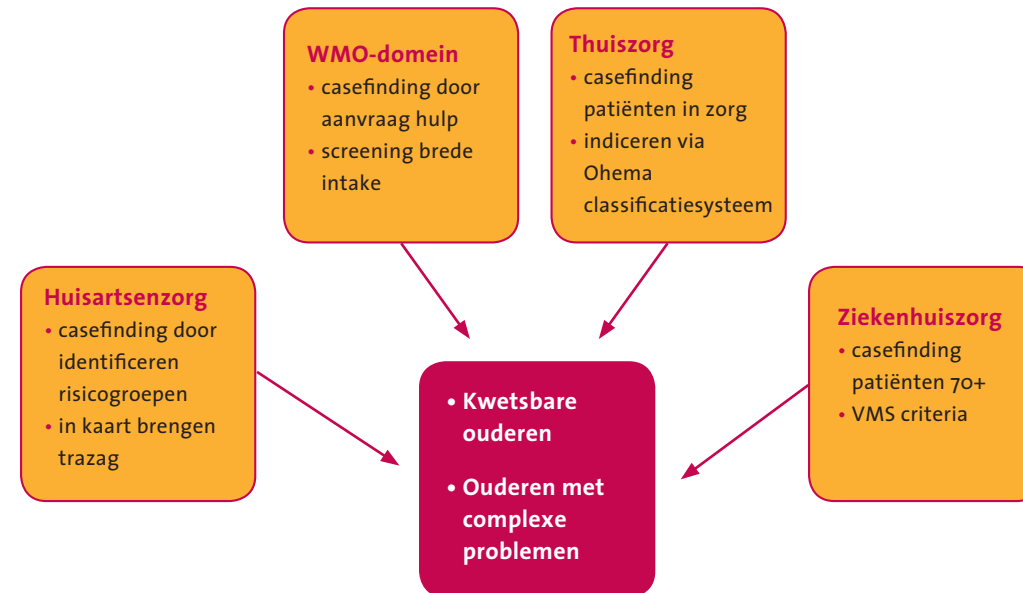 WMO-domein
• casefinding door
aanvraag hulp
• screening brede
intake
Thuiszorg
• casefinding
patiënten in zorg
• indiceren via
Ohema
classificatiesysteem
Huisartsenzorg
• casefinding door
identificeren
risicogroepen
• in kaart brengen
trazag
Ziekenhuiszorg
• casefinding
patiënten 70+
• VMS criteria
• Kwetsbare
ouderen
• Ouderen met
complexe
problemen